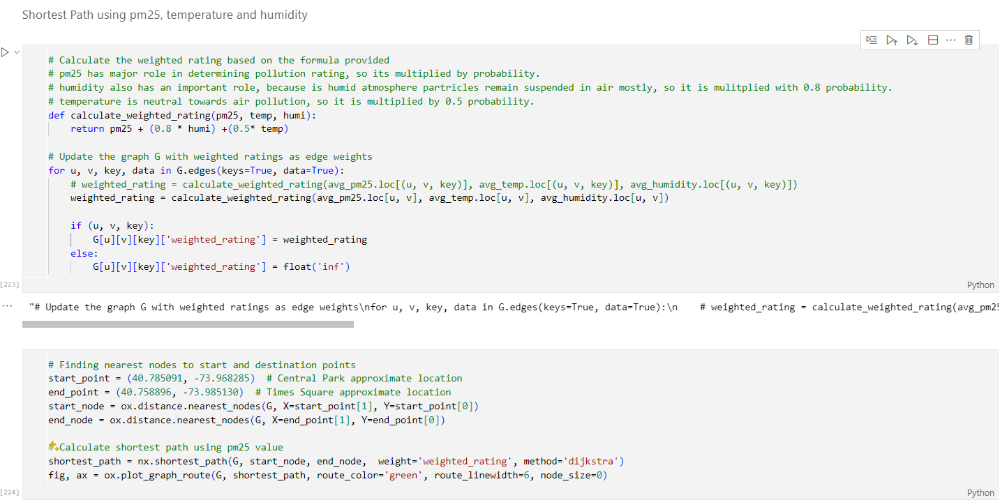 Shortest Path using pm25, temperature and humidity
# Calculate the weighted rating based on the formula provided
# pm25 has major role in determining pollution rating, so its multiplied by probability.
# humidity also has an important role, because is humid atmosphere partricles remain suspended in air mostly, so it is mulitplied with 0.8 probability.
# temperature is neutral towards air pollution, so it is multiplied by 0.5 probability.
def calculate_weighted_rating(pm25, temp, humi):
    return pm25 + (0.8 * humi) +(0.5* temp)
# Update the graph G with weighted ratings as edge weights
for u, v, key, data in G.edges(keys=True, data=True):
    # weighted_rating = calculate_weighted_rating(avg_pm25.loc[(u, v, key)], avg_temp.loc[(u, v, key)], avg_humidity.loc[(u, v, key)])
    weighted_rating = calculate_weighted_rating(avg_pm25.loc[u, v], avg_temp.loc[u, v], avg_humidity.loc[u, v])
    if (u, v, key):
        G[u][v][key]['weighted_rating'] = weighted_rating
    else:
        G[u][v][key]['weighted_rating'] = float('inf')
[223]
Python
"# Update the graph G with weighted ratings as edge weights\nfor u, v, key, data in G.edges(keys=True, data=True):\n    # weighted_rating = calculate_weighted_rating(avg_pm25
# Finding nearest nodes to start and destination points
start_point = (40.785091, -73.968285)  # Central Park approximate location
end_point = (40.758896, -73.985130)  # Times Square approximate location
start_node = ox.distance.nearest_nodes(G, X=start_point[1], Y=start_point[0])
end_node = ox.distance.nearest_nodes(G, X=end_point[1], Y=end_point[0])
# Calculate shortest path using pm25 value
shortest_path = nx.shortest_path(G, start_node, end_node,  weight='weighted_rating', method='dijkstra')
fig, ax = ox.plot_graph_route(G, shortest_path, route_color='green', route_linewidth=6, node_size=0)
[224]
Python